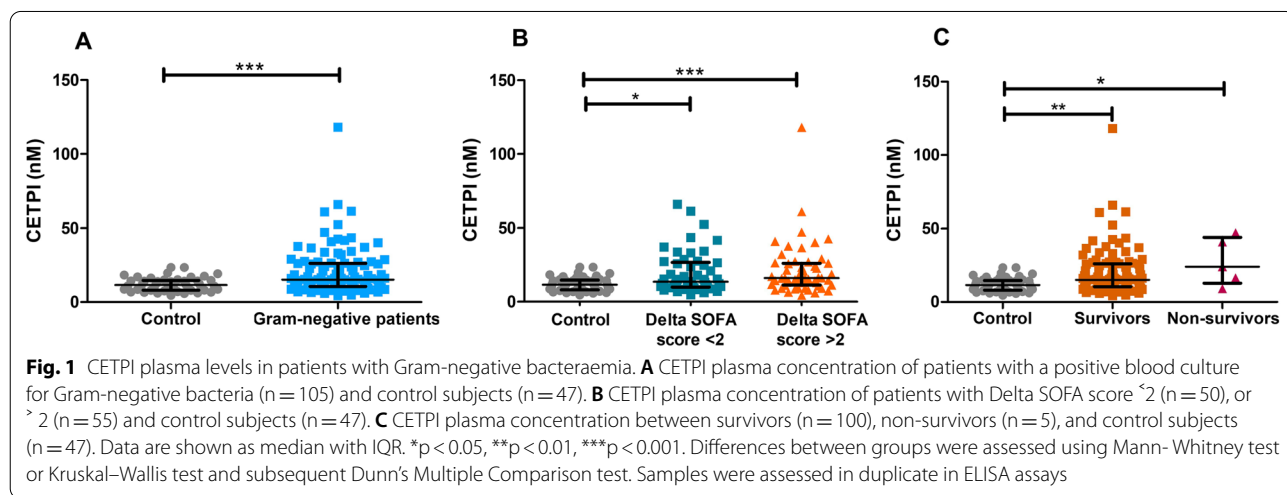 A
B
C
150
100
50
0
CETPI (nM)
***
Control
Gram-negative patients
150
100
50
0
CETPI (nM)
***
*
Control
Delta SOFA
score <2
Delta SOFA
score >2
150
100
50
0
CETPI (nM)
*
**
Control
Survivors
Non-survivors
Fig. 1 CETPI plasma levels in patients with Gram-negative bacteraemia. A CETPI plasma concentration of patients with a positive blood culture
for Gram-negative bacteria (n = 105) and control subjects (n = 47). B CETPI plasma concentration of patients with Delta SOFA score <2 (n = 50), or
> 2 (n = 55) and control subjects (n = 47). C CETPI plasma concentration between survivors (n = 100), non-survivors (n = 5), and control subjects
(n = 47). Data are shown as median with IQR. *p < 0.05, **p < 0.01, ***p < 0.001. Differences between groups were assessed using Mann- Whitney test
or Kruskal–Wallis test and subsequent Dunn's Multiple Comparison test. Samples were assessed in duplicate in ELISA assays